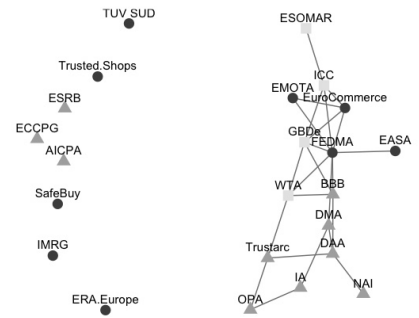 TUV SUD
ESOMAR
Trusted.Shops
ICC
EMOTA
EuroCommerce
ESRB
ECCPG
GBDe
FEDMA
EASA
AICPA
WTA
BBB
SafeBuy
DMA
IMRG
Trustarc
DAA
IA
NAI
ERA.Europe
OPA